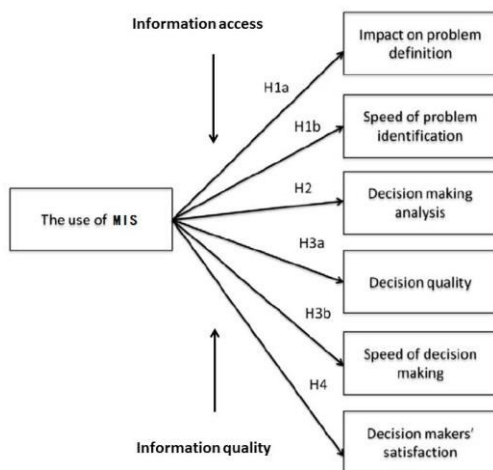 Information access
Impact on problem
definition
H1a
Speed of problem
identification
H1b
The use of MIS
H2
Decision making
analysis
H3a
Decision quality
H3b
Speed of decision
making
H4
Decision makers'
satisfaction
Information quality